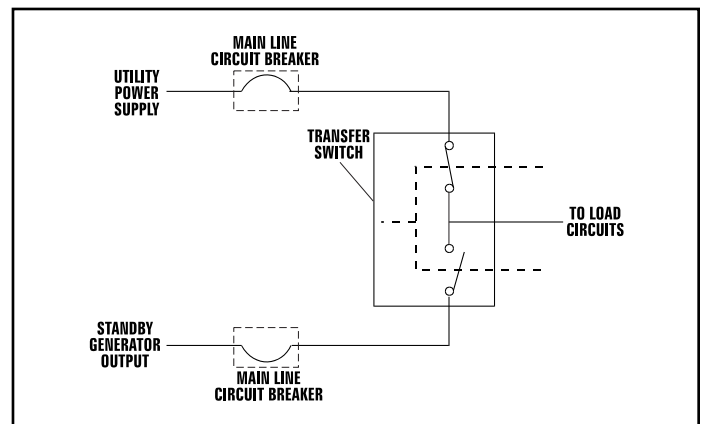 MAIN LINE
CIRCUIT BREAKER
UTILITY
POWER
SUPPLY
TRANSFER
SWITCH
TO LOAD
CIRCUITS
STANDBY
GENERATOR
OUTPUT
MAIN LINE
CIRCUIT BREAKER